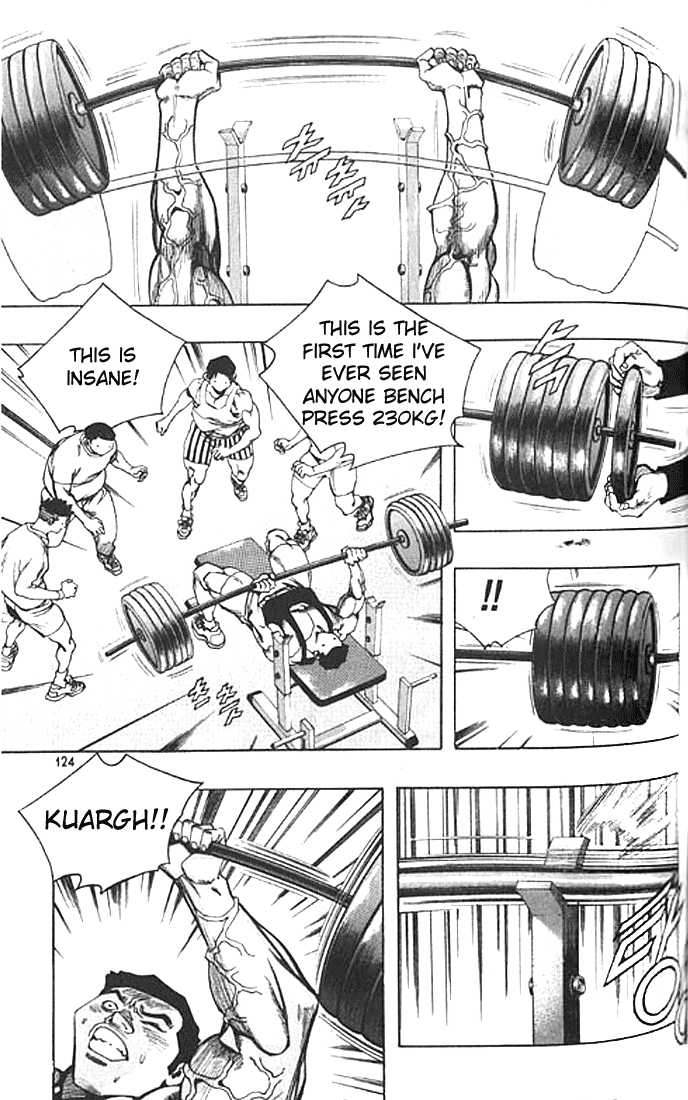 THIS IS
INSANE!
THIS IS THE
FIRST TIME I'VE
EVER SEEN
ANYONE BENCH
PRESS 230KG!
!!
124
KUARGH!!